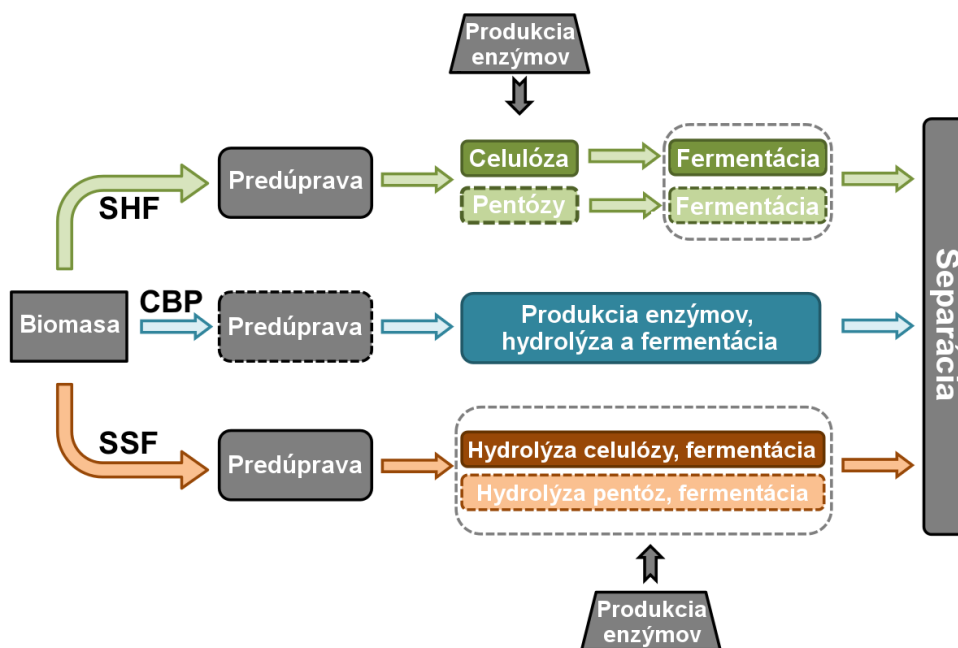 Produkcia
enzýmov
Predúprava
Celulóza
Fermentácia
Pentózy
Fermentácia
SHF
Biomasa
CBP
Predúprava
Produkcia enzýmov,
hydrolýza a fermentácia
Separácia
SSF
Predúprava
Hydrolýza celulózy, fermentácia
Hydrolýza pentóz, fermentácia
Produkcia
enzýmov